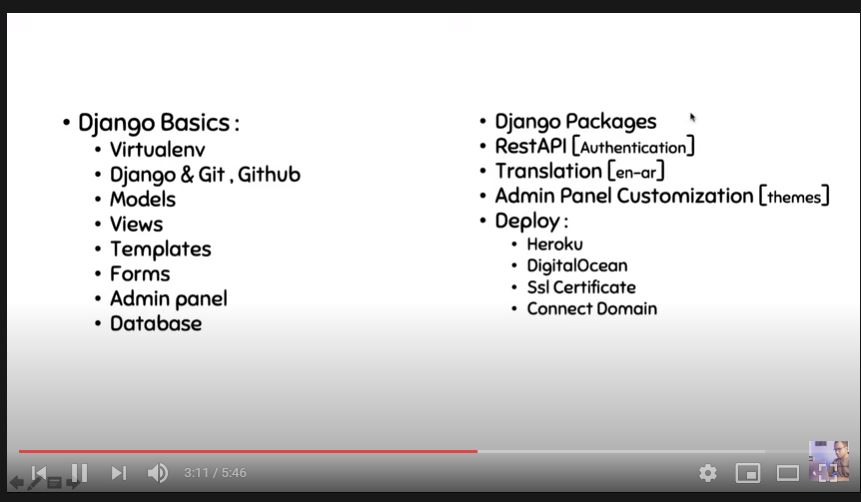 • Django Basics :
• Virtualenv
• Django & Git , Github
• Models
• Views
• Templates
• Forms
• Admin panel
• Database
• Django Packages
• RestAPI [Authentication]
• Translation [en-ar]
• Admin Panel Customization [themes]
• Deploy :
• Heroku
• DigitalOcean
• Ssl Certificate
• Connect Domain
3:11 / 5:46